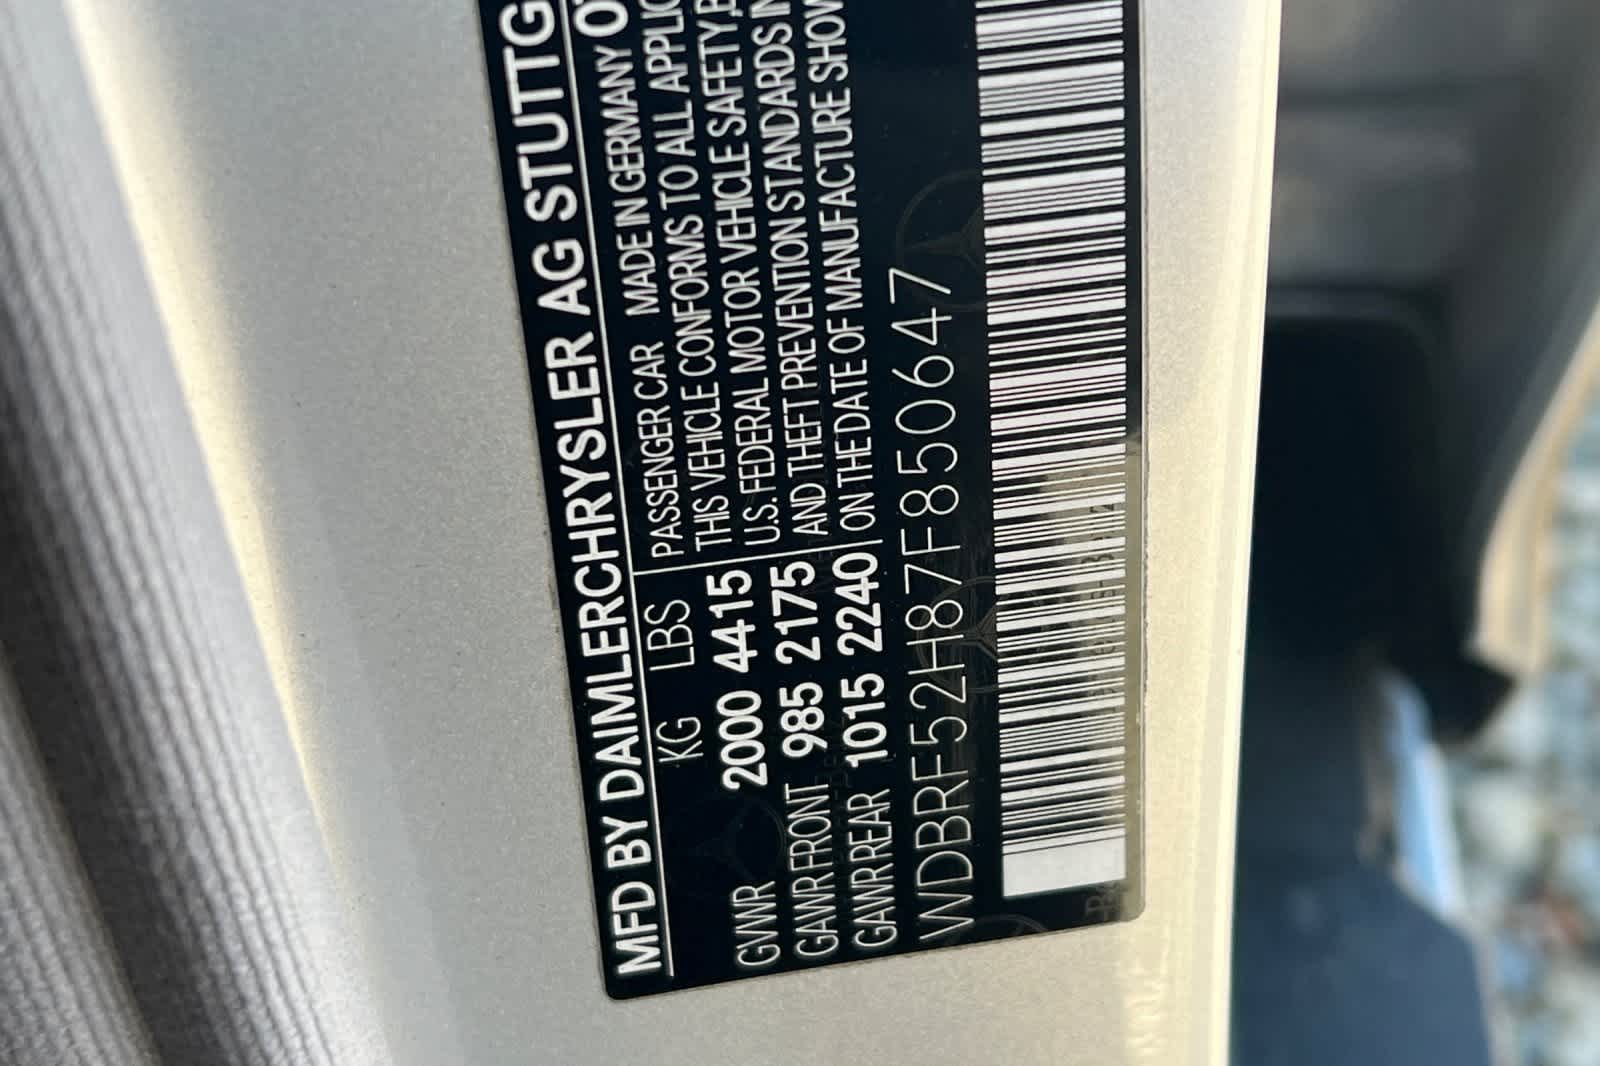 MFD BY DAIMLERCHRYSLER AG STUTTG
KG LBS
PASSENGER CAR MADE IN GERMANY
THIS VEHICLE CONFORMS TO ALL APPLIC
U.S. FEDERAL MOTOR VEHICLE SAFETY,
AND THEFT PREVENTION STANDARDS IN
ON THE DATE OF MANUFACTURE SHOW
GVWR 2000 4415
GAWR FRONT 985 2175
GAWR REAR 1015 2240
WDBRF52H87F850647